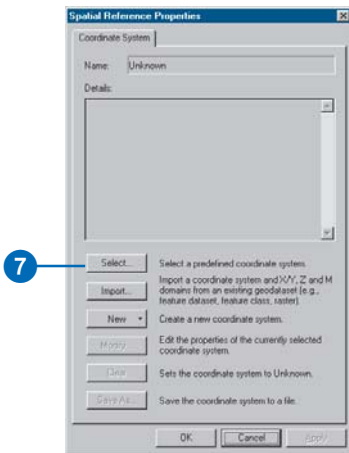 Spatial Reference Properties
Coordinate System
Name: Unknown
Details:
7
Select... Select a predefined coordinate system.
Import... Import a coordinate system and X/Y, Z and M
domains from an existing geodataset (e.g.,
feature dataset, feature class, raster).
New Create a new coordinate system.
Modify... Edit the properties of the currently selected
coordinate system.
Clear Sets the coordinate system to Unknown.
Save As... Save the coordinate system to a file.
OK Cancel Apply